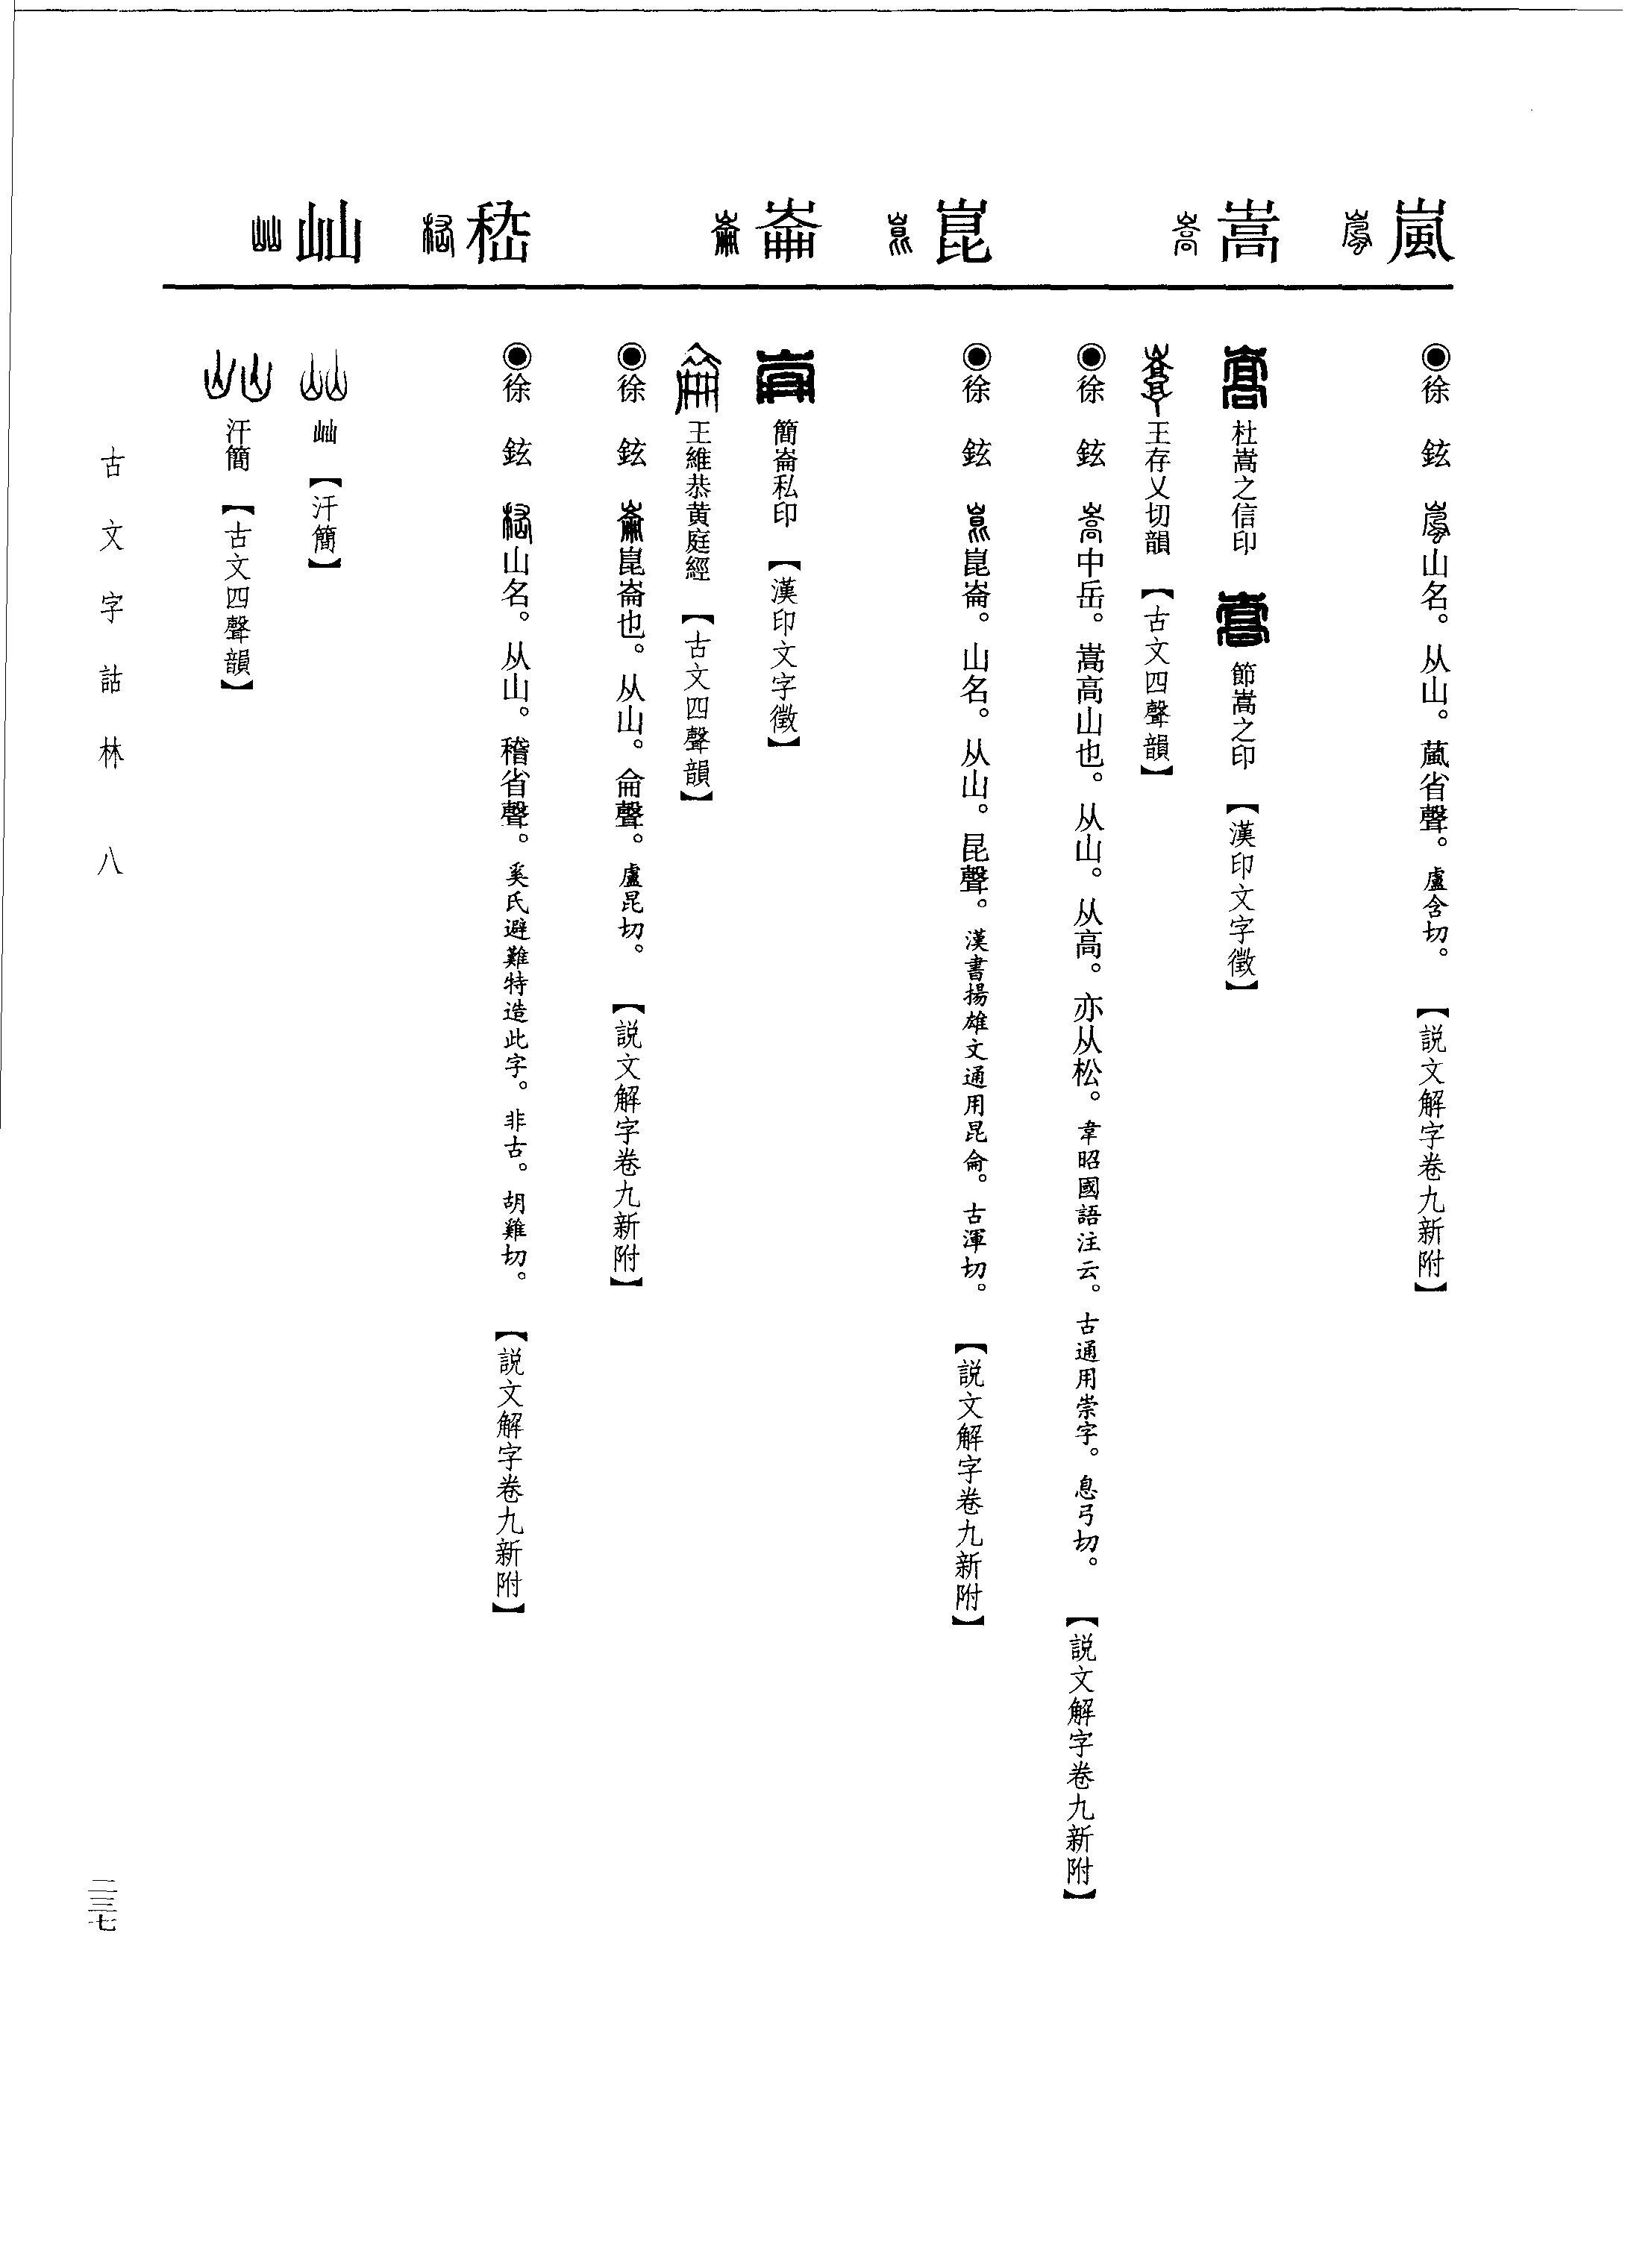 嵐
◉徐 鉉 山名。从山。葻省聲。盧含切。 【説文解字卷九新附】
嵩
杜嵩之信印 節嵩之印 【漢印文字徵】
王存乂切韻 【古文四聲韻】
◉徐 鉉 中岳。嵩高山也。从山。从高。亦从松。韋昭國語注云。古通用崇字。息弓切。 【説文解字卷九新附】
崑
◉徐 鉉 崑崙。山名。从山。昆聲。漢書揚雄文通用昆侖。古渾切。 【説文解字卷九新附】
崙
簡崙私印 【漢印文字徵】
王維恭黄庭經 【古文四聲韻】
◉徐 鉉 崑崙也。从山。侖聲。盧昆切。 【説文解字卷九新附】
嵇
◉徐 鉉 山名。从山。稽省聲。奚氏避難特造此字。非古。胡雞切。 【説文解字卷九新附】
屾
屾 【汗簡】
汗簡 【古文四聲韻】
古文字詁林 八
二三七